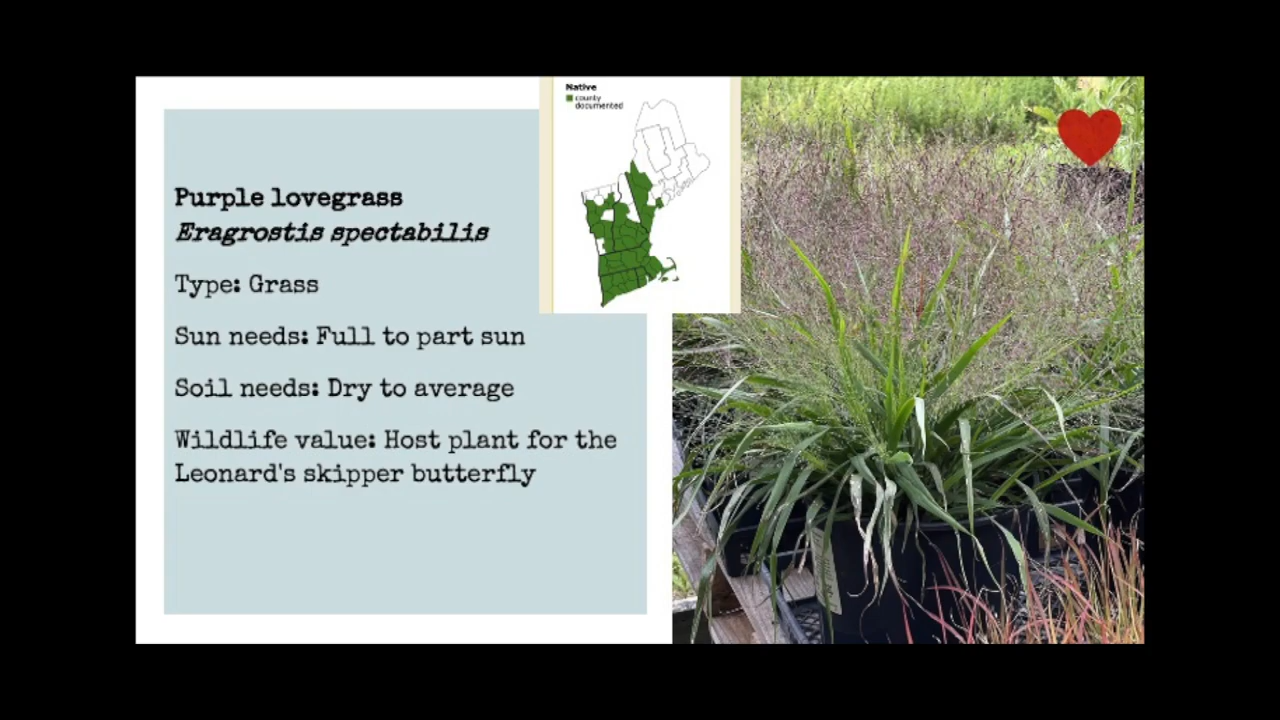 Native
county
documented
Purple lovegrass
Eragrostis spectabilis
Type: Grass
Sun needs: Full to part sun
Soil needs: Dry to average
Wildlife value: Host plant for the
Leonard's skipper butterfly